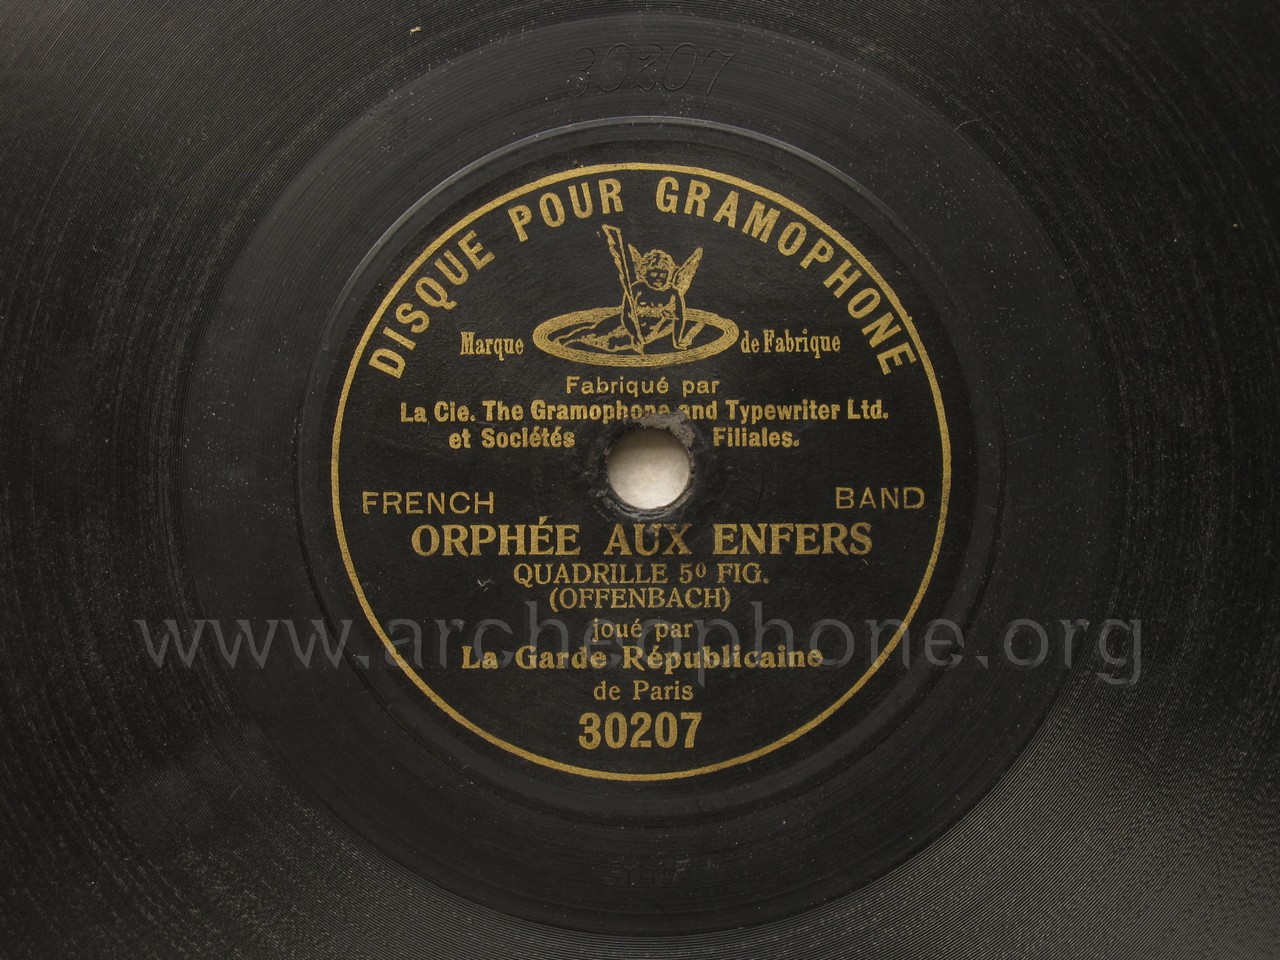 30207
DISQUE POUR GRAMOPHONE
Marque de Fabrique
Fabriqué par
La Cie. The Gramophone and Typewriter Ltd.
et Sociétés Filiales.
FRENCH BAND
ORPHÉE AUX ENFERS
QUADRILLE 5º FIG.
(OFFENBACH)
joué par
www.archeophone.org
La Garde Républicaine
de Paris
30207